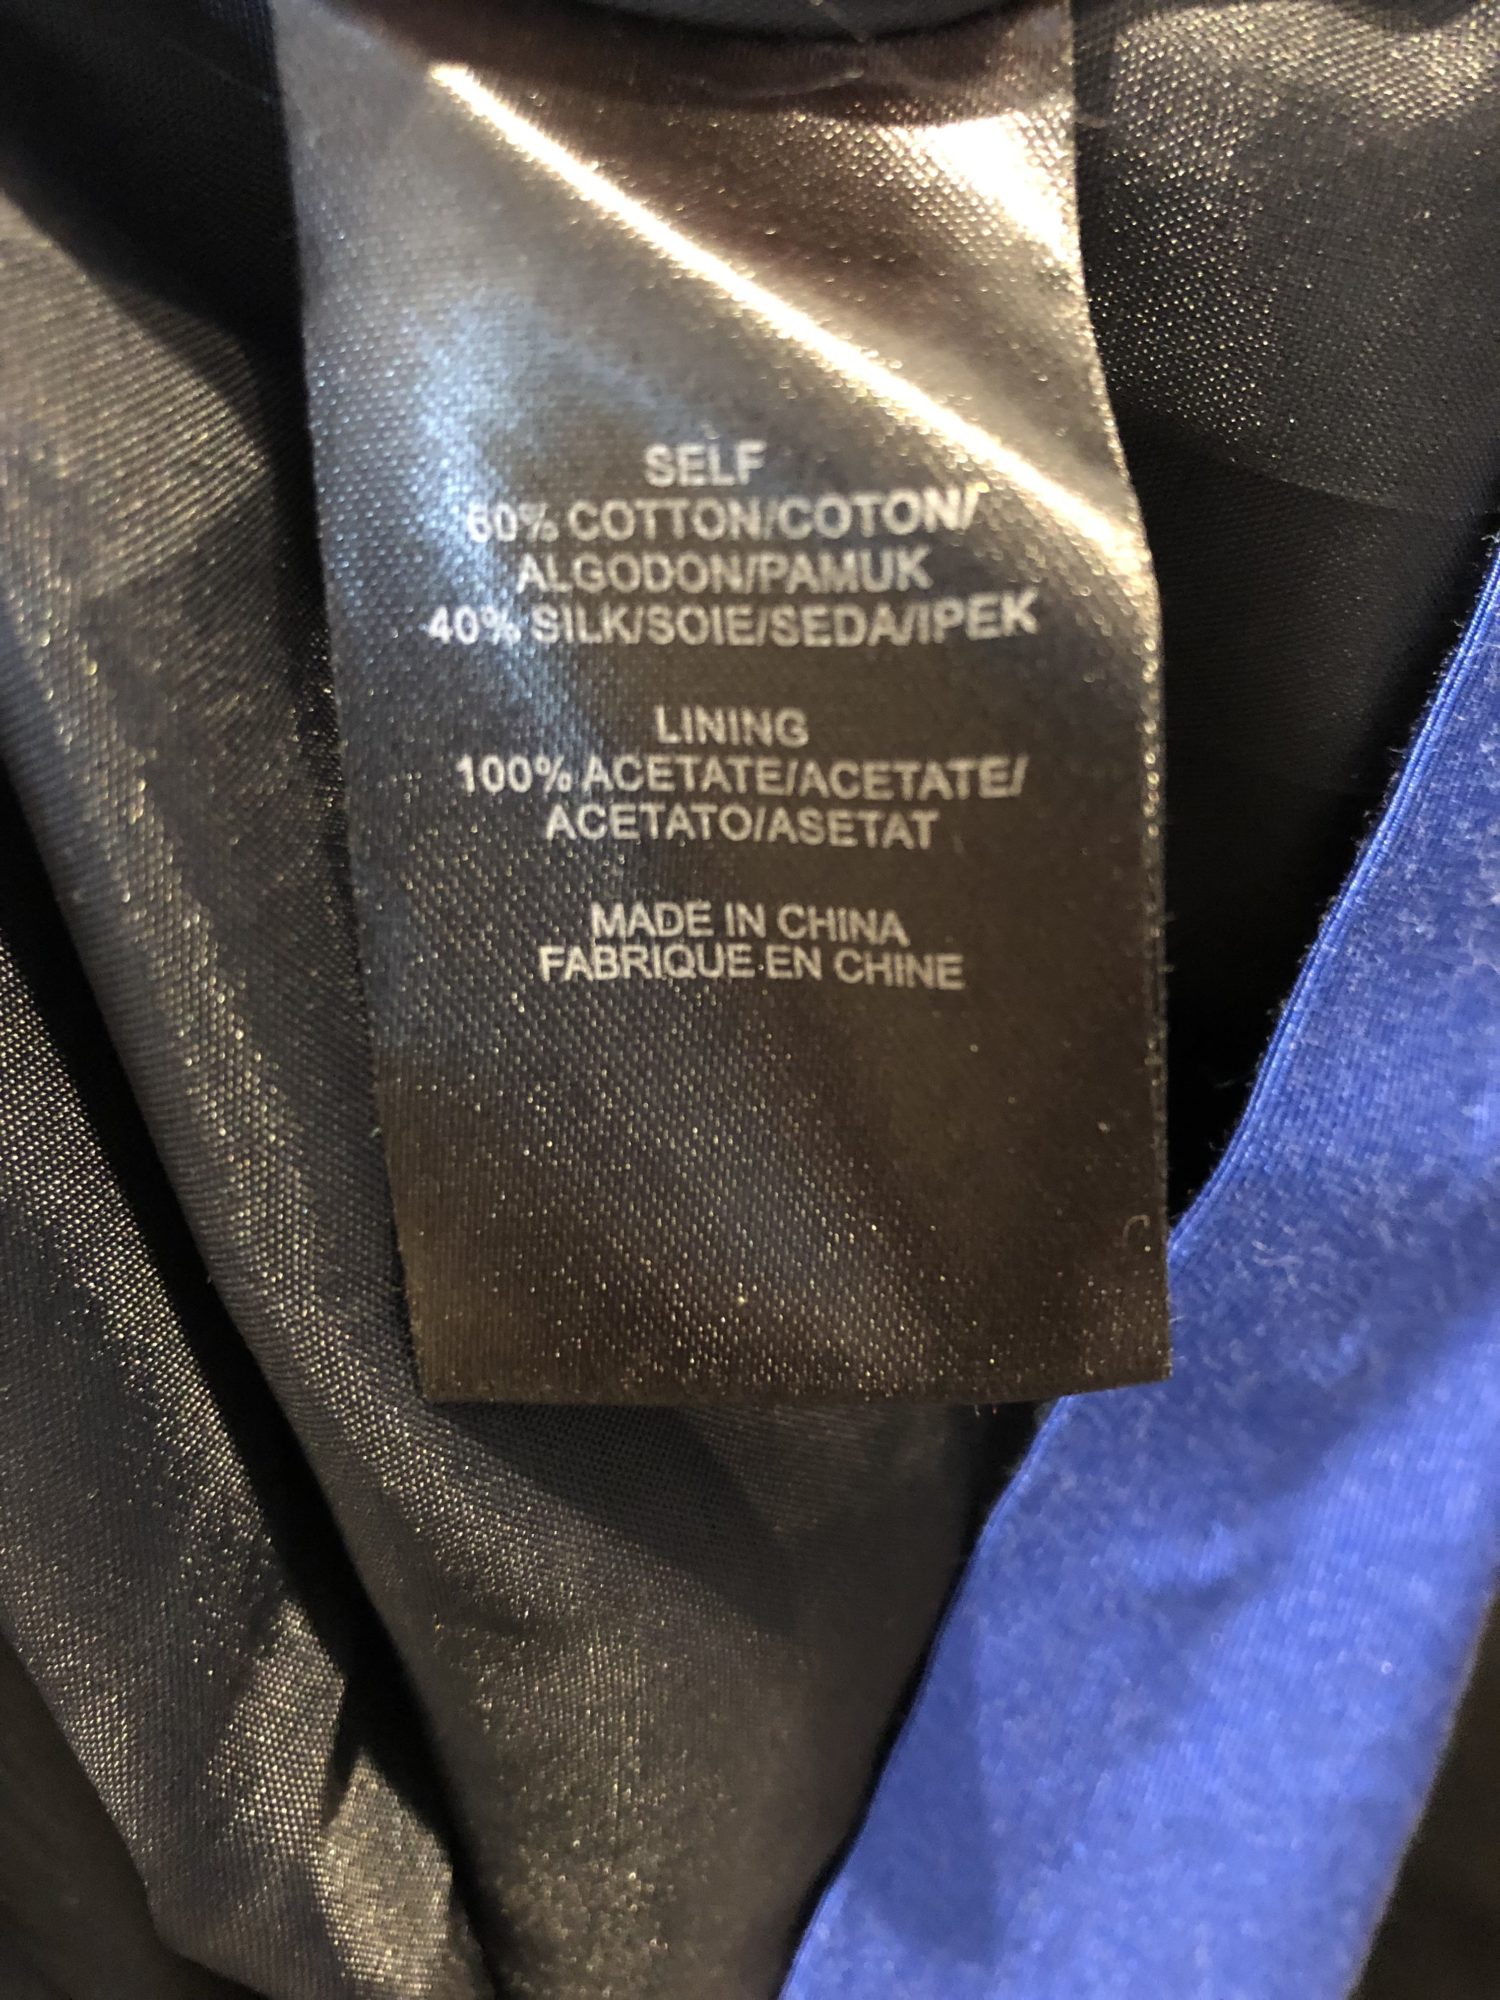 SELF
60% COTTON/COTON/
ALGODON/PAMUK
40% SILK/SOIE/SEDA/IPEK
LINING
100% ACETATE/ACETATE/
ACETATO/ASETAT
MADE IN CHINA
FABRIQUE EN CHINE